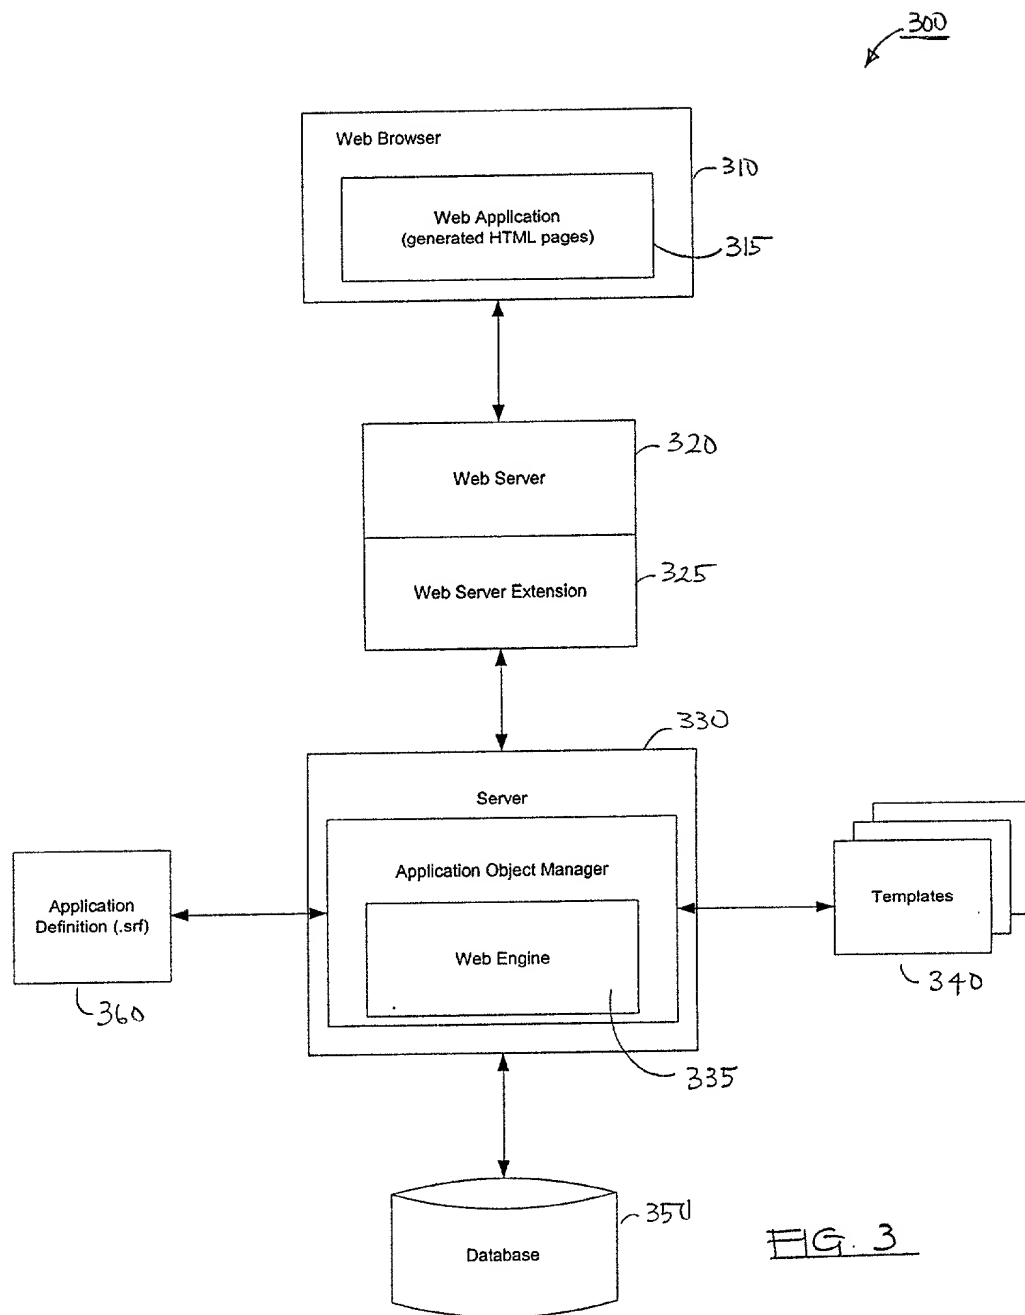 300
Web Browser
310
Web Application
(generated HTML pages)
315
320
Web Server
325
Web Server Extension
330
Server
Application Object Manager
Application
Definition (.srf)
Templates
Web Engine
340
360
335
350
Database
FIG. 3